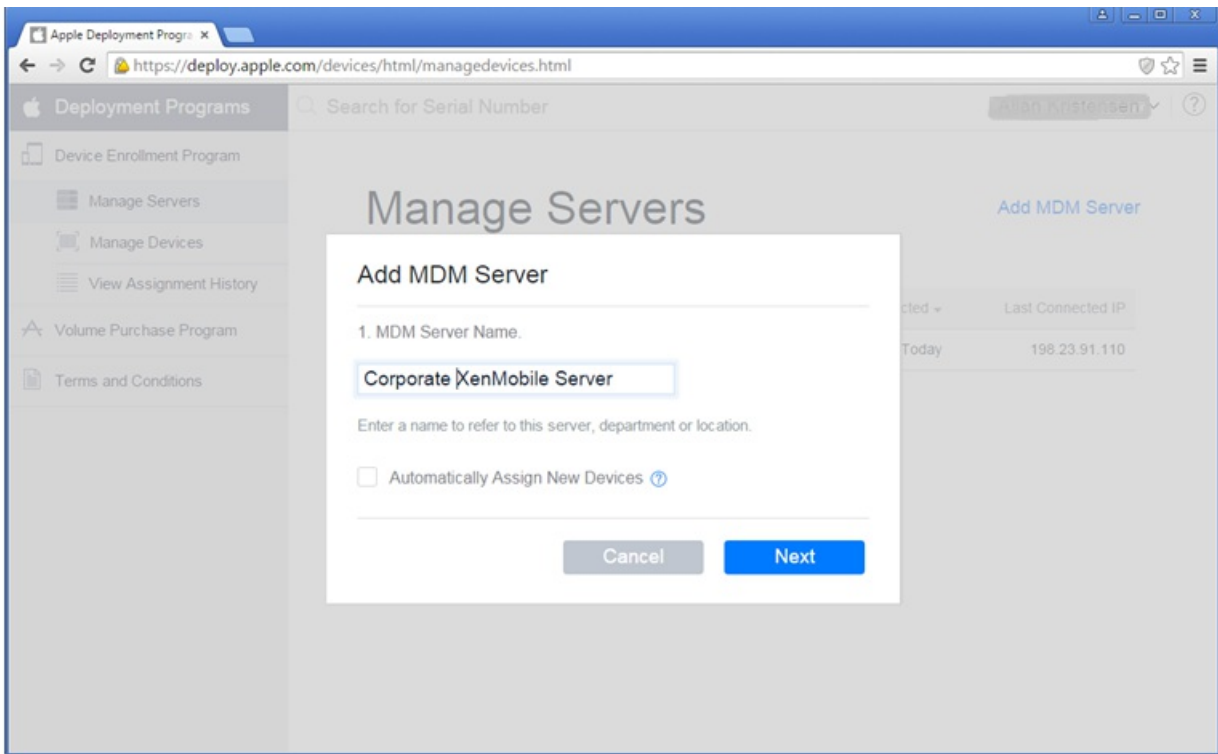 Apple Deployment Progra
https://deploy.apple.com/devices/html/managedevices.html
Deployment Programs
Search for Serial Number
Device Enrollment Program
Manage Servers
Manage Devices
View Assignment History
Volume Purchase Program
Terms and Conditions
Manage Servers
Add MDM Server
Add MDM Server
1. MDM Server Name.
Corporate XenMobile Server
Enter a name to refer to this server, department or location.
Automatically Assign New Devices ?
Cancel Next
cted Last Connected IP
Today 198.23.91.110